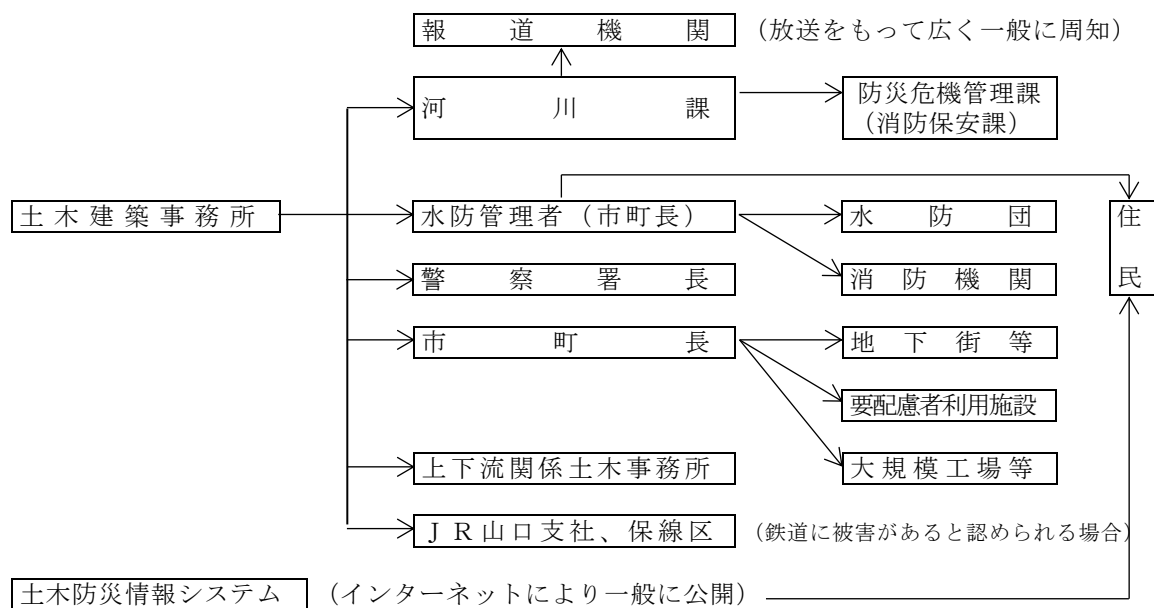 報道機関 (放送をもって広く一般に周知)
河川課 防災危機管理課
(消防保安課)
土木建築事務所 水防管理者(市町長) 水防団 住民
警察署長 消防機関
市町長 地下街等
要配慮者利用施設
上下流関係土木事務所 大規模工場等
JR山口支社、保線区 (鉄道に被害があると認められる場合)
土木防災情報システム (インターネットにより一般に公開)